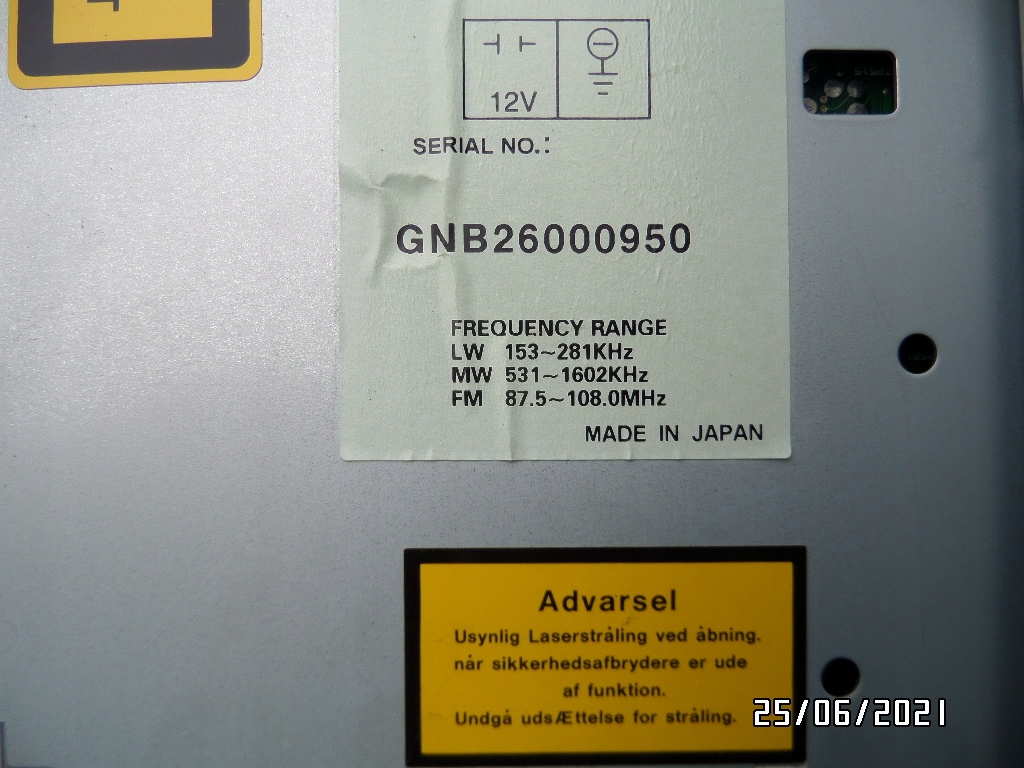 12V
SERIAL NO.:
GNB26000950
FREQUENCY RANGE
LW 153~281KHz
MW 531~1602KHz
FM 87.5~108.0MHz
MADE IN JAPAN
Advarsel
Usynlig Laserstråling ved åbning.
når sikkerhedsafbrydere er ude
af funktion.
Undgå udsÆttelse for stråling.
25/06/2021